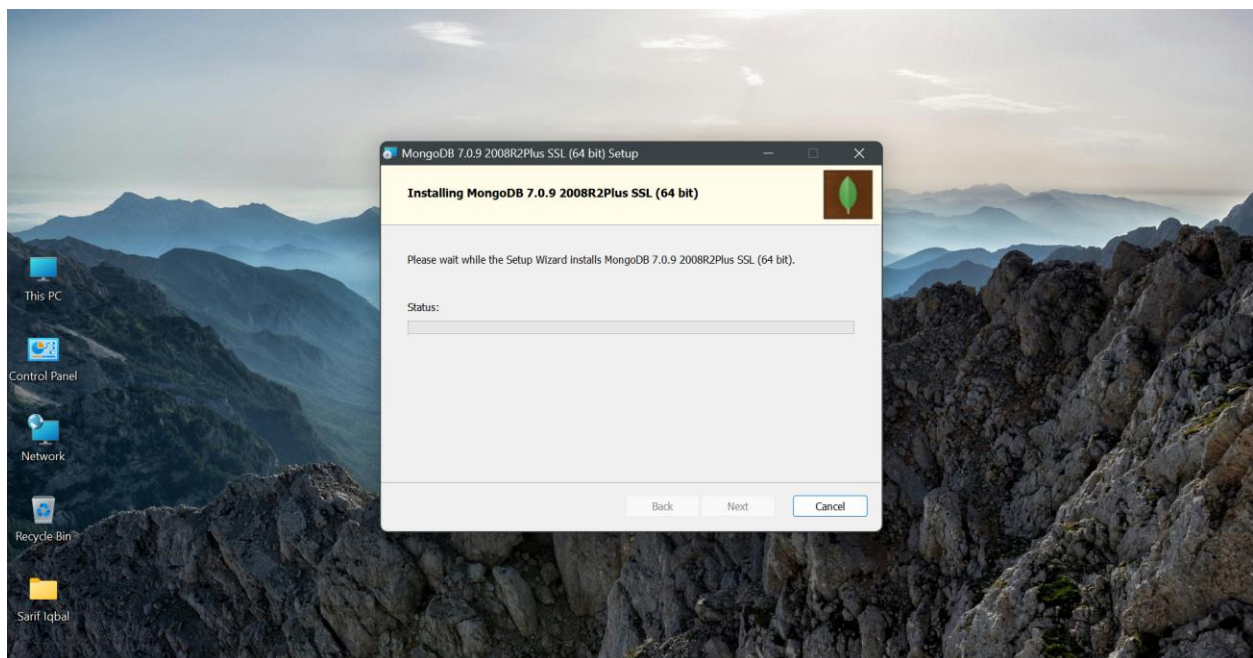 MongoDB 7.0.9 2008R2Plus SSL (64 bit) Setup
Installing MongoDB 7.0.9 2008R2Plus SSL (64 bit)
Please wait while the Setup Wizard installs MongoDB 7.0.9 2008R2Plus SSL (64 bit).
Status:
Back Next Cancel
This PC
Control Panel
Network
Recycle Bin
Sarif Iqbal